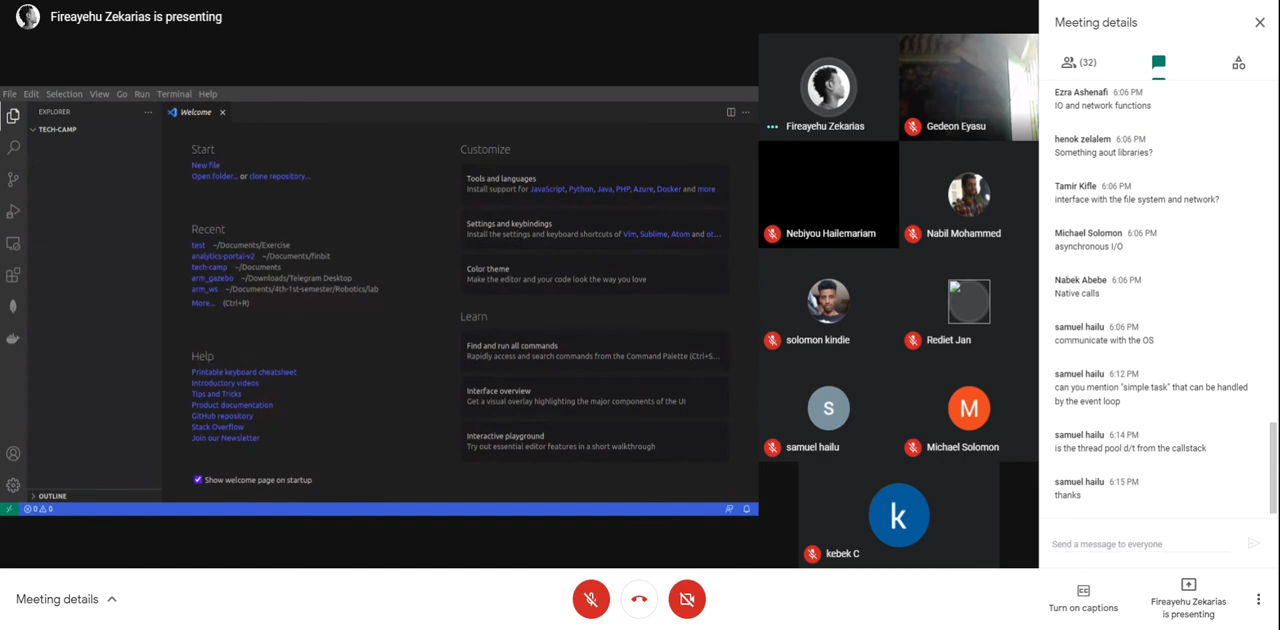 Fireayehu Zekarias is presenting
File Edit Selection View Go Run Terminal Help
EXPLORER
TECH-CAMP
OUTLINE
0 0
Welcome
Start
New file
Open folder... or clone repository...
Recent
test ~/Documents/Exercise
analytics-portal-v2 ~/Documents/finbit
tech-camp ~/Documents
arm_gazebo ~/Downloads/Telegram Desktop
arm_ws ~/Documents/4th-1st-semester/Robotics/lab
More... (Ctrl+R)
Help
Printable keyboard cheatsheet
Introductory videos
Tips and Tricks
Product documentation
GitHub repository
Stack Overflow
Join our Newsletter
Show welcome page on startup
Customize
Tools and languages
Install support for JavaScript, Python, Java, PHP, Azure, Docker and more
Settings and keybindings
Install the settings and keyboard shortcuts of Vim, Sublime, Atom and ot...
Color theme
Make the editor and your code look the way you love
Learn
Find and run all commands
Rapidly access and search commands from the Command Palette (Ctrl+S...
Interface overview
Get a visual overlay highlighting the major components of the UI
Interactive playground
Try out essential editor features in a short walkthrough
Fireayehu Zekarias
Gedeon Eyasu
Nebiyou Hailemariam
Nabil Mohammed
solomon kindie
Rediet Jan
s
samuel hailu
M
Michael Solomon
k
kebek C
Meeting details
(32)
Ezra Ashenafi 6:06 PM
IO and network functions
henok zelalem 6:06 PM
Something aout libraries?
Tamir Kifle 6:06 PM
interface with the file system and network?
Michael Solomon 6:06 PM
asynchronous I/O
Nabek Abebe 6:06 PM
Native calls
samuel hailu 6:06 PM
communicate with the OS
samuel hailu 6:12 PM
can you mention "simple task" that can be handled
by the event loop
samuel hailu 6:14 PM
is the thread pool d/t from the callstack
samuel hailu 6:15 PM
thanks
Send a message to everyone
Meeting details
CC
Turn on captions
Fireayehu Zekarias
is presenting